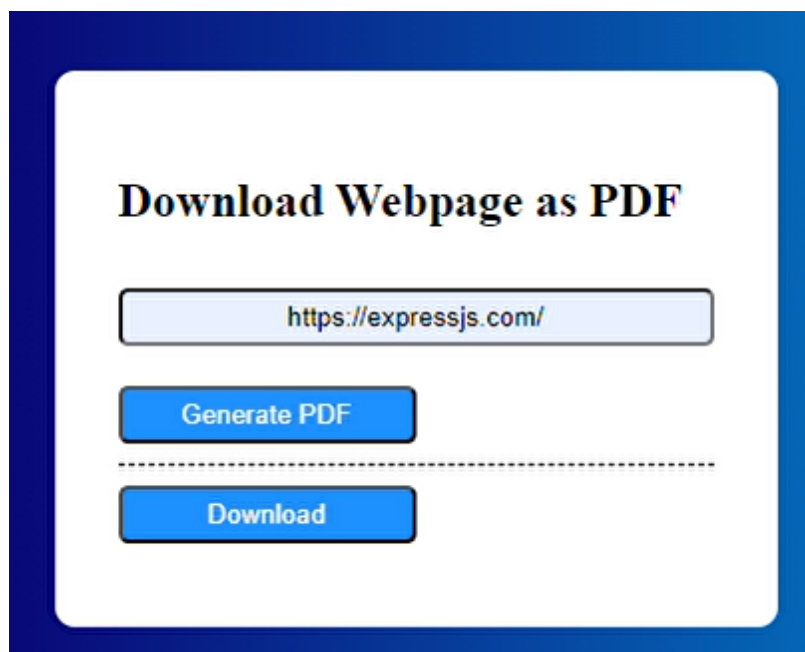 Download Webpage as PDF
https://expressjs.com/
Generate PDF
Download